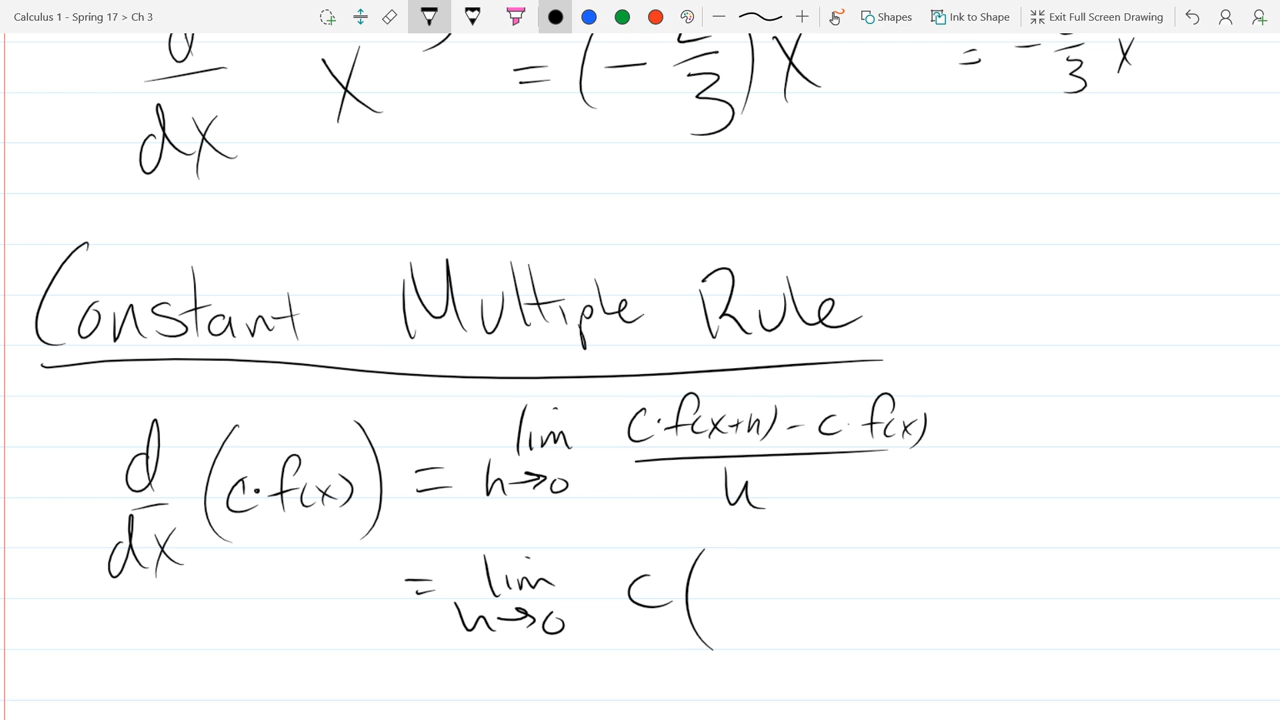 Calculus 1 - Spring 17 > Ch 3
Shapes
Ink to Shape
Exit Full Screen Drawing
d/dx x = (- 2/3) x = - 2/3 x
Constant Multiple Rule
d/dx (c·f(x)) = lim h→0 (c·f(x+h) - c·f(x))/h
= lim h→0 c(